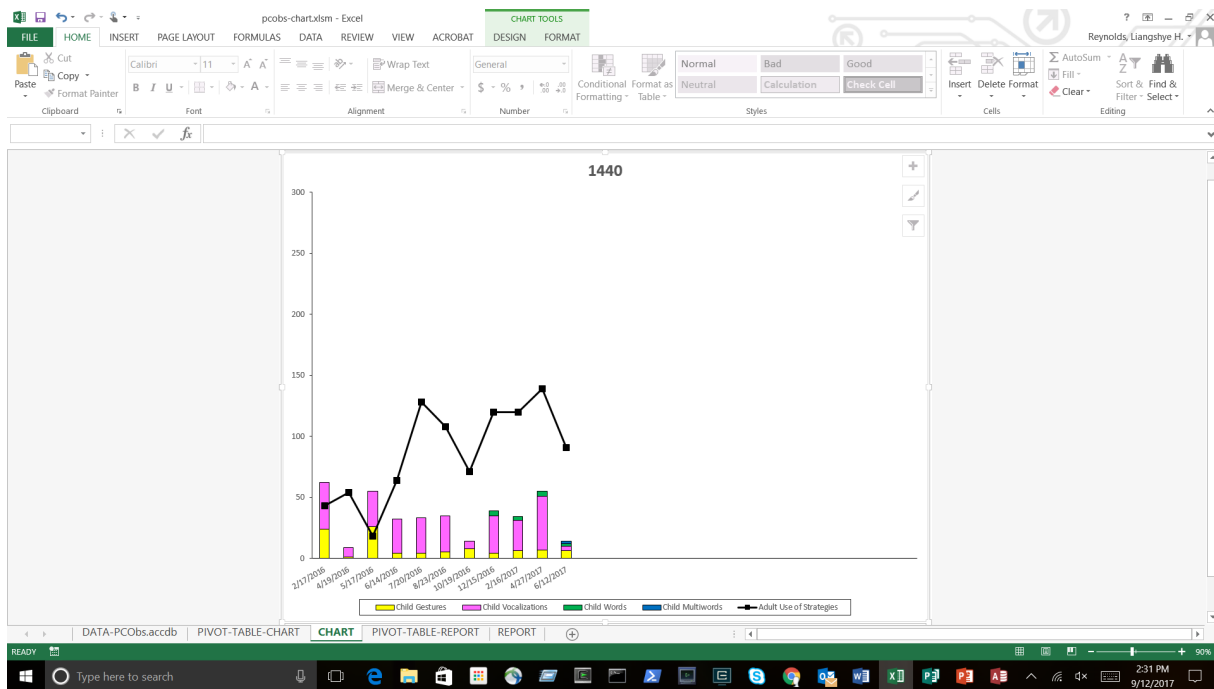 pcobs-chart.xlsm - Excel
CHART TOOLS
FILE HOME INSERT PAGE LAYOUT FORMULAS DATA REVIEW VIEW ACROBAT DESIGN FORMAT
Reynolds, Liangshye H.
Paste
Cut
Copy
Format Painter
Clipboard
Calibri 11
B I U
Font
Wrap Text
Merge & Center
Alignment
General
$ % ,
Number
Conditional Formatting
Format as Table
Normal Bad Good
Neutral Calculation Check Cell
Styles
Insert Delete Format
Cells
AutoSum
Fill
Clear
Sort & Filter
Find & Select
Editing
fx
1440
300
250
200
150
100
50
0
2/17/2016 4/19/2016 5/17/2016 6/14/2016 7/20/2016 8/23/2016 10/19/2016 12/15/2016 2/16/2017 4/27/2017 6/12/2017
Child Gestures Child Vocalizations Child Words Child Multiwords Adult Use of Strategies
DATA-PCObs.accdb PIVOT-TABLE-CHART CHART PIVOT-TABLE-REPORT REPORT
READY
90%
Type here to search
2:31 PM
9/12/2017